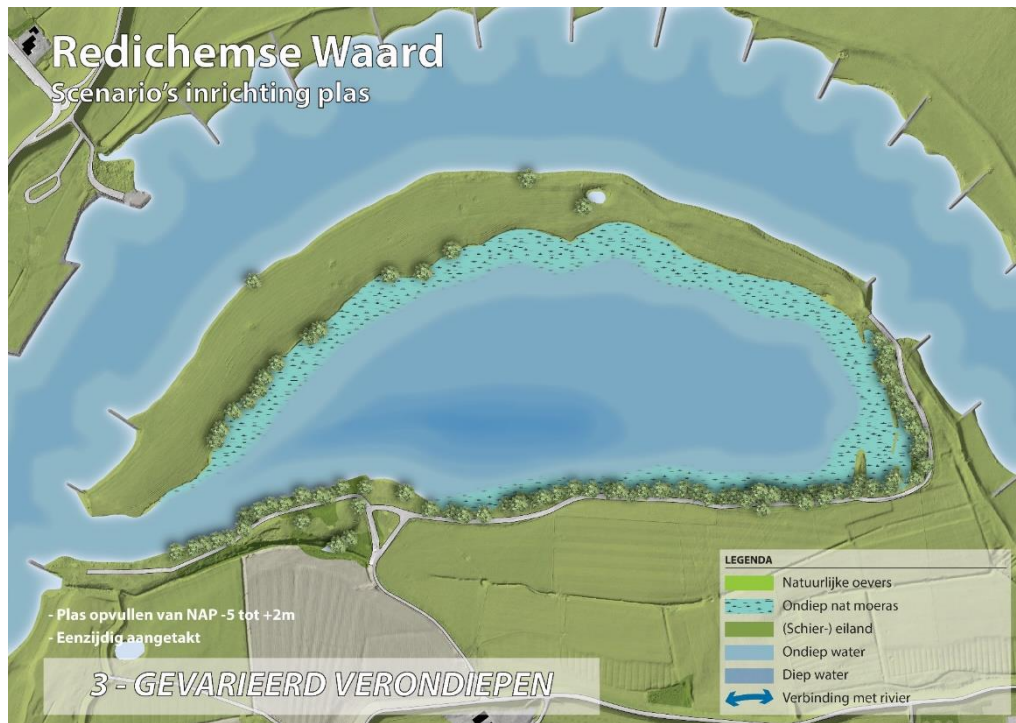 Redichemse Waard
Scenario's inrichting plas
- Plas opvullen van NAP -5 tot +2m
- Eenzijdig aangetakt
3 - GEVARIEERD VERONDIEPEN
LEGENDA
Natuurlijke oevers
Ondiep nat moeras
(Schier-) eiland
Ondiep water
Diep water
Verbinding met rivier